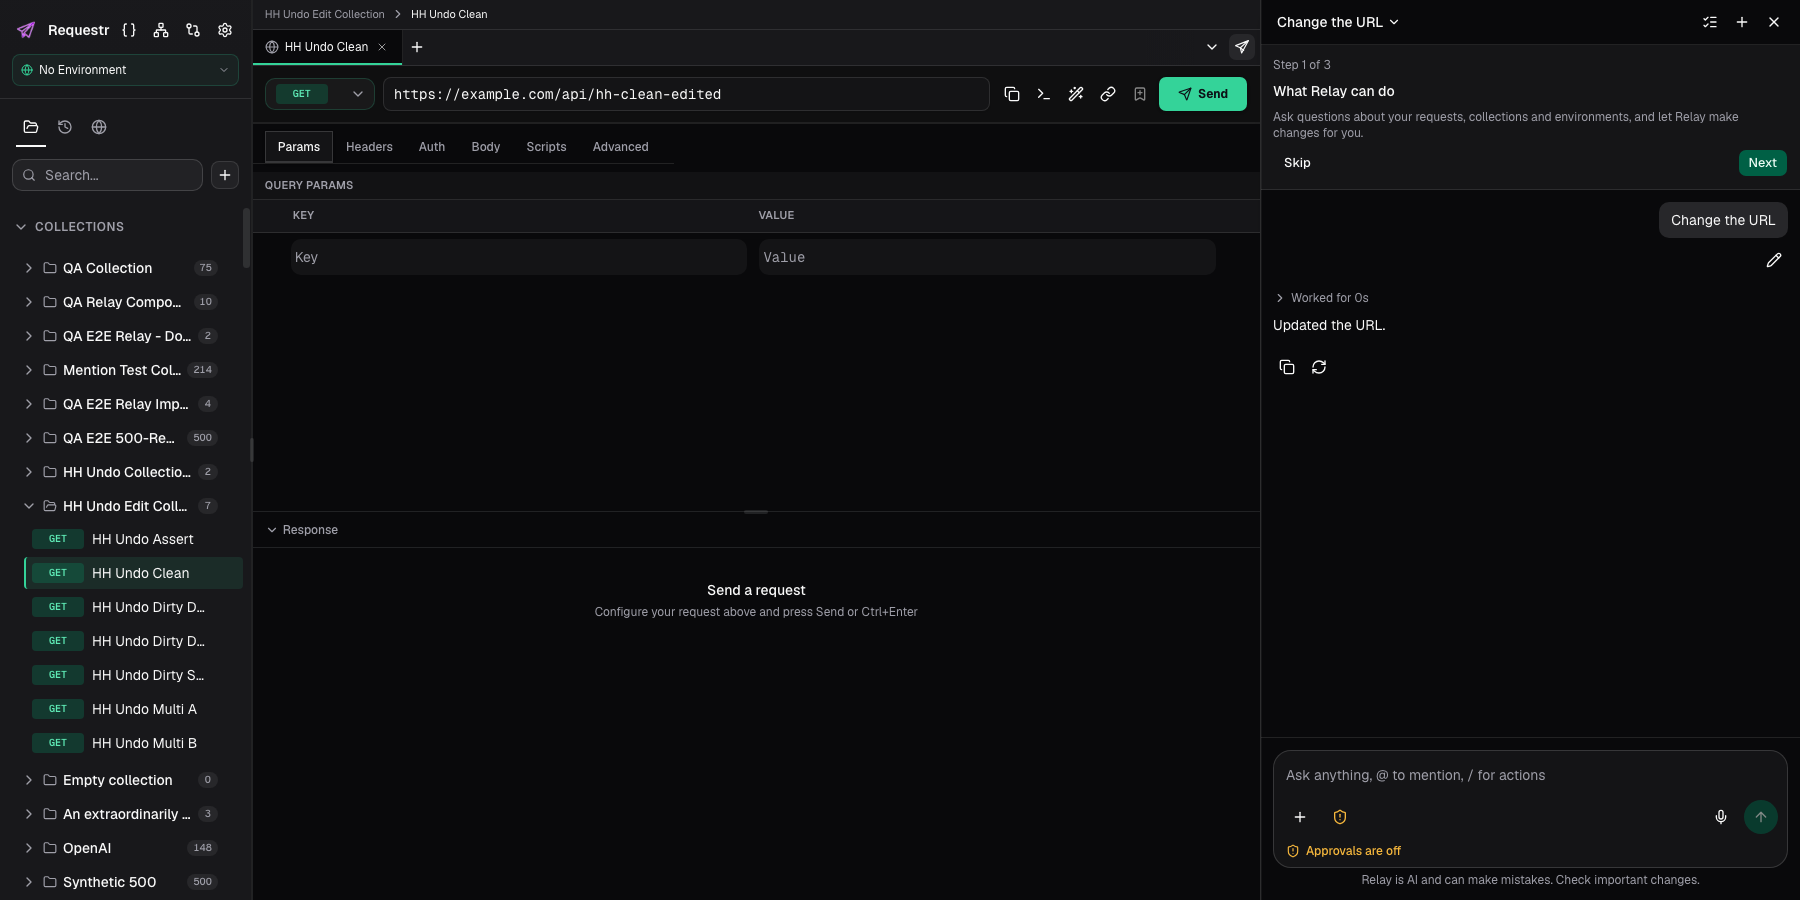 Requestr
No Environment
Search...
COLLECTIONS
QA Collection 75
QA Relay Compo... 10
QA E2E Relay - Do... 2
Mention Test Col... 214
QA E2E Relay Imp... 4
QA E2E 500-Re... 500
HH Undo Collectio... 2
HH Undo Edit Coll... 7
GET HH Undo Assert
GET HH Undo Clean
GET HH Undo Dirty D...
GET HH Undo Dirty D...
GET HH Undo Dirty S...
GET HH Undo Multi A
GET HH Undo Multi B
Empty collection 0
An extraordinarily ... 3
OpenAI 148
Synthetic 500 500
HH Undo Edit Collection > HH Undo Clean
HH Undo Clean
GET https://example.com/api/hh-clean-edited Send
Params Headers Auth Body Scripts Advanced
QUERY PARAMS
KEY VALUE
Key Value
Response
Send a request
Configure your request above and press Send or Ctrl+Enter
Change the URL
Step 1 of 3
What Relay can do
Ask questions about your requests, collections and environments, and let Relay make
changes for you.
Skip Next
Change the URL
Worked for 0s
Updated the URL.
Ask anything, @ to mention, / for actions
Approvals are off
Relay is AI and can make mistakes. Check important changes.